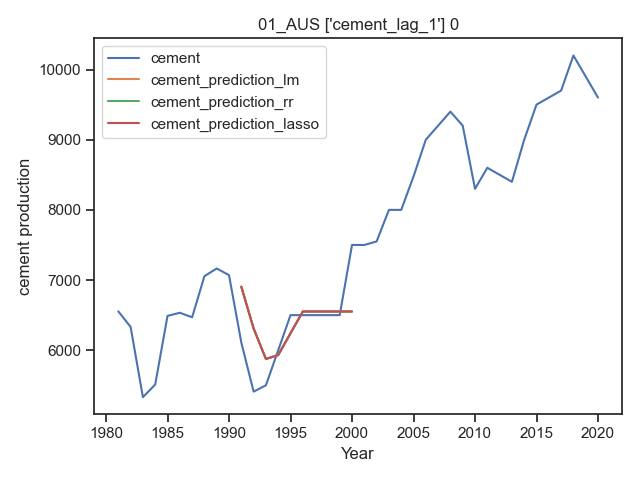 01_AUS ['cement_lag_1'] 0
cement
cement_prediction_lm
cement_prediction_rr
cement_prediction_lasso
cement production
10000
9000
8000
7000
6000
1980 1985 1990 1995 2000 2005 2010 2015 2020
Year